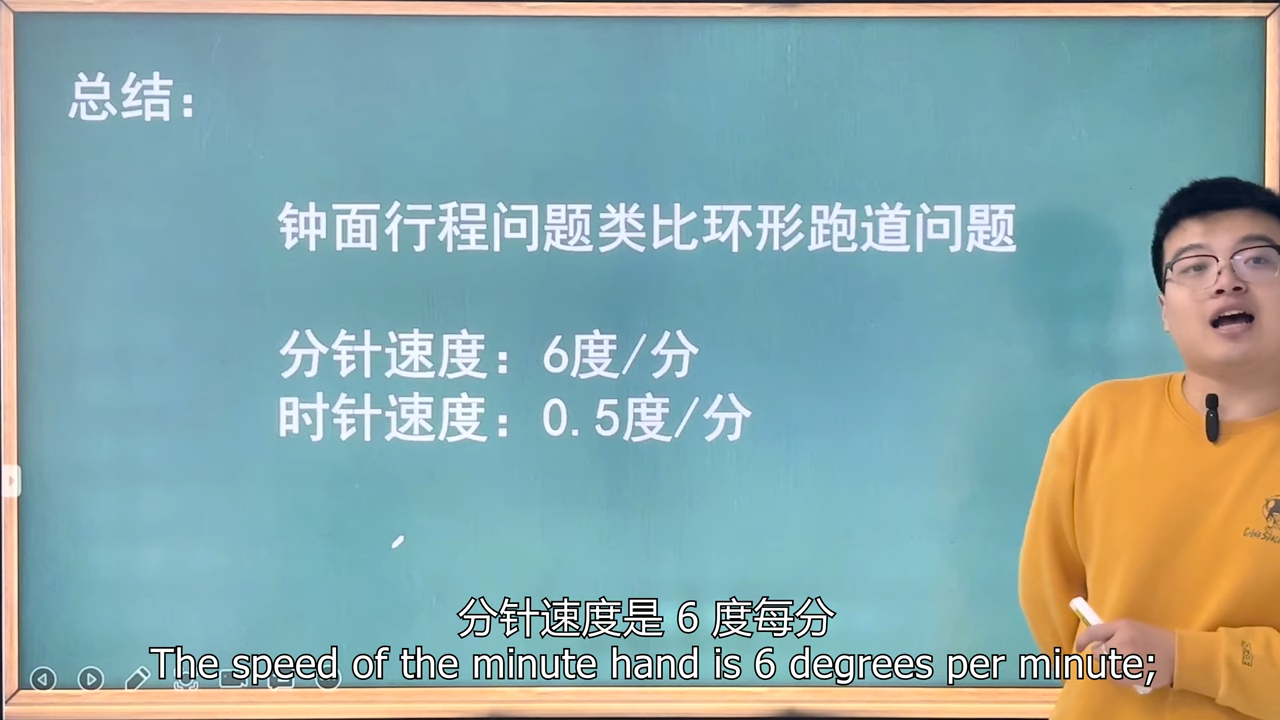 总结：
钟面行程问题类比环形跑道问题
分针速度：6度/分
时针速度：0.5度/分
分针速度是 6 度每分
The speed of the minute hand is 6 degrees per minute;